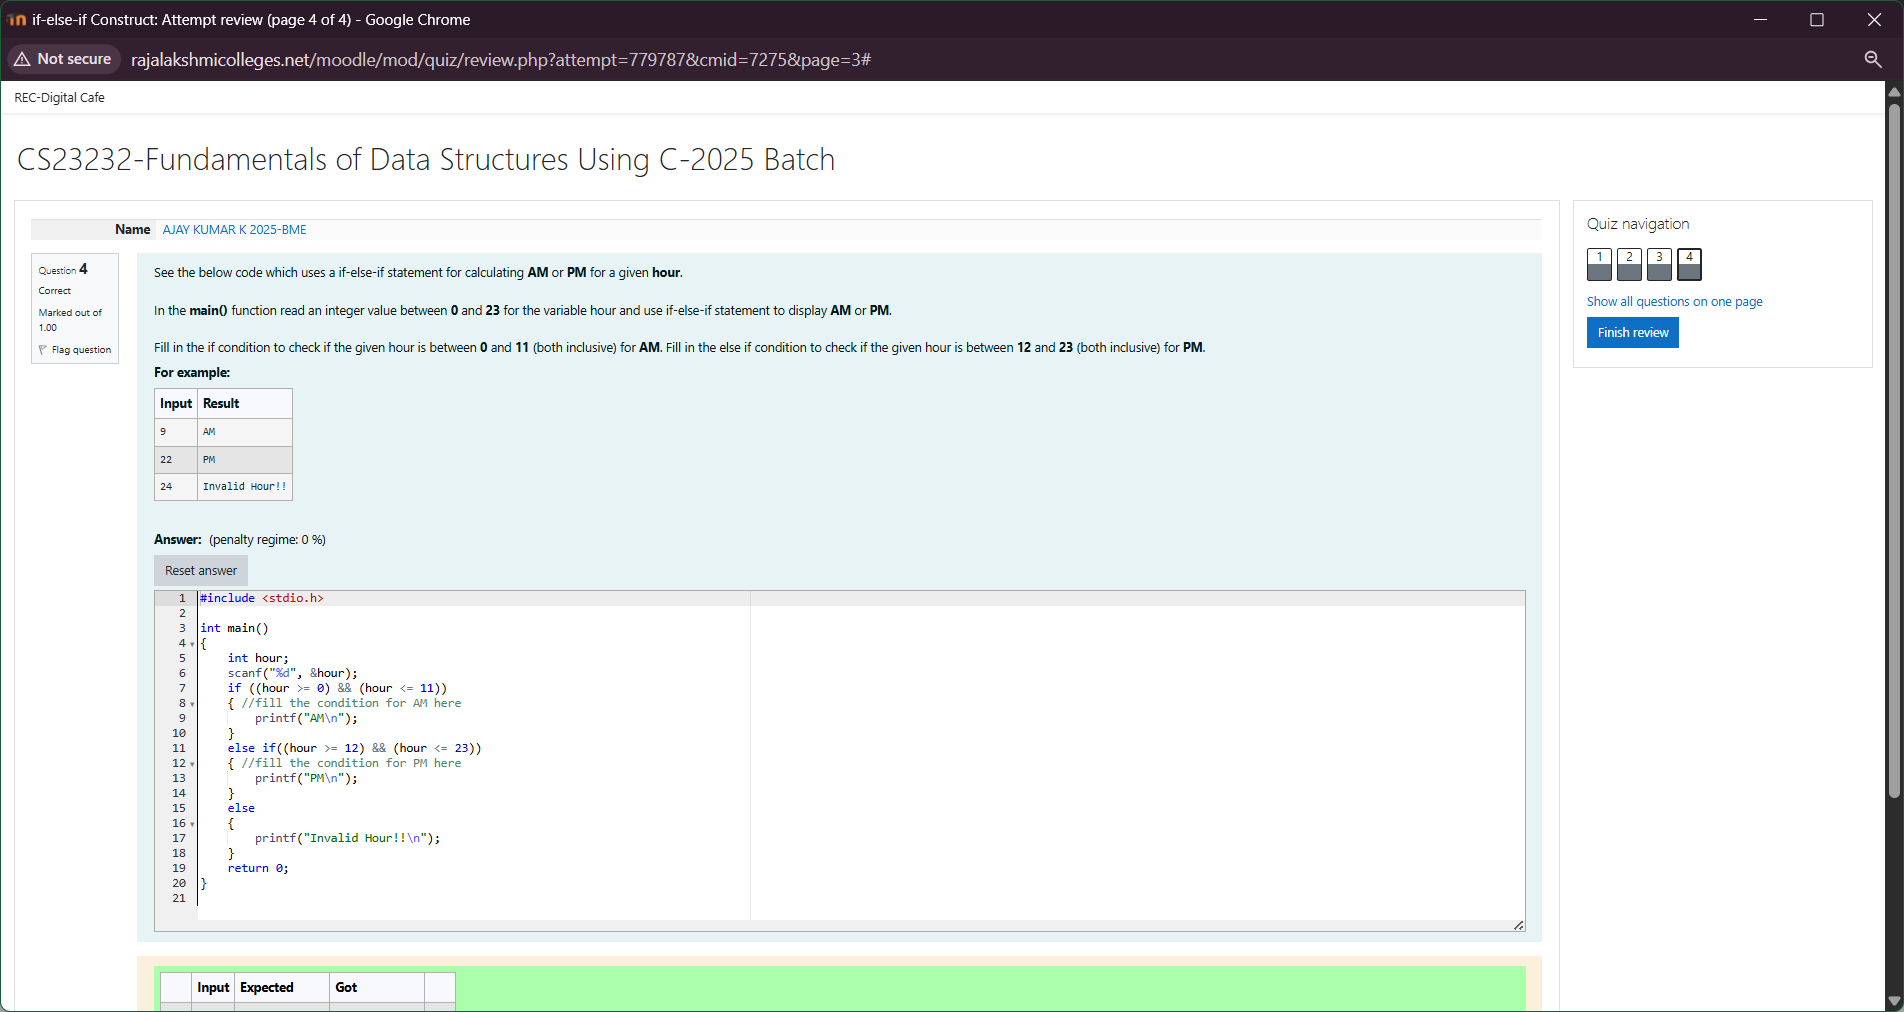 if-else-if Construct: Attempt review (page 4 of 4) - Google Chrome
Not secure
rajalakshmicolleges.net/moodle/mod/quiz/review.php?attempt=779787&cmid=7275&page=3#
REC-Digital Cafe
CS23232-Fundamentals of Data Structures Using C-2025 Batch
Name AJAY KUMAR K 2025-BME
Question 4
Correct
Marked out of
1.00
Flag question
See the below code which uses a if-else-if statement for calculating AM or PM for a given hour.
In the main() function read an integer value between 0 and 23 for the variable hour and use if-else-if statement to display AM or PM.
Fill in the if condition to check if the given hour is between 0 and 11 (both inclusive) for AM. Fill in the else if condition to check if the given hour is between 12 and 23 (both inclusive) for PM.
For example:
Input Result
9 AM
22 PM
24 Invalid Hour!!
Answer: (penalty regime: 0 %)
Reset answer
1 #include <stdio.h>
2
3 int main()
4 {
5     int hour;
6     scanf("%d", &hour);
7     if ((hour >= 0) && (hour <= 11))
8     { //fill the condition for AM here
9         printf("AM\n");
10     }
11     else if((hour >= 12) && (hour <= 23))
12     { //fill the condition for PM here
13         printf("PM\n");
14     }
15     else
16     {
17         printf("Invalid Hour!!\n");
18     }
19     return 0;
20 }
21
Input Expected Got
Quiz navigation
1 2 3 4
Show all questions on one page
Finish review